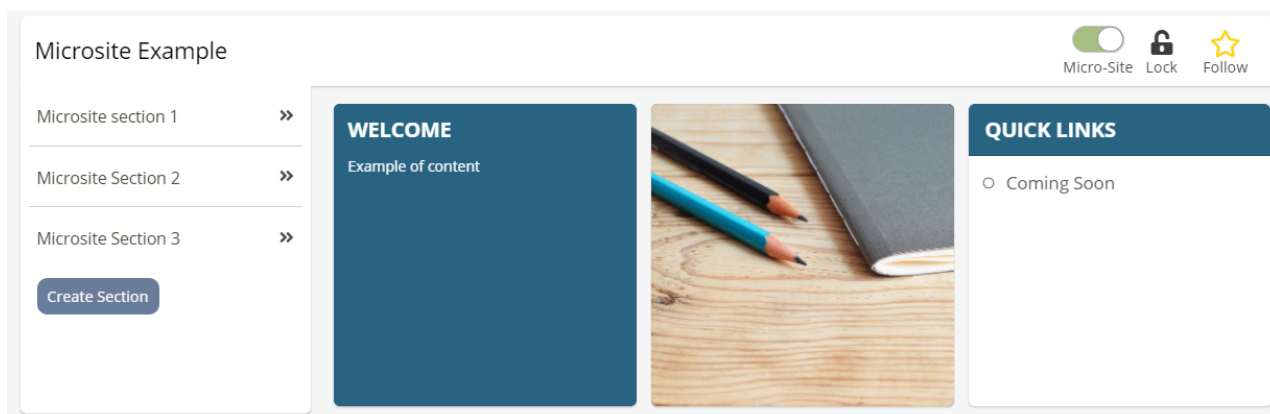 Microsite Example
Micro-Site
Lock
Follow
Microsite section 1
Microsite Section 2
Microsite Section 3
Create Section
WELCOME
Example of content
QUICK LINKS
Coming Soon